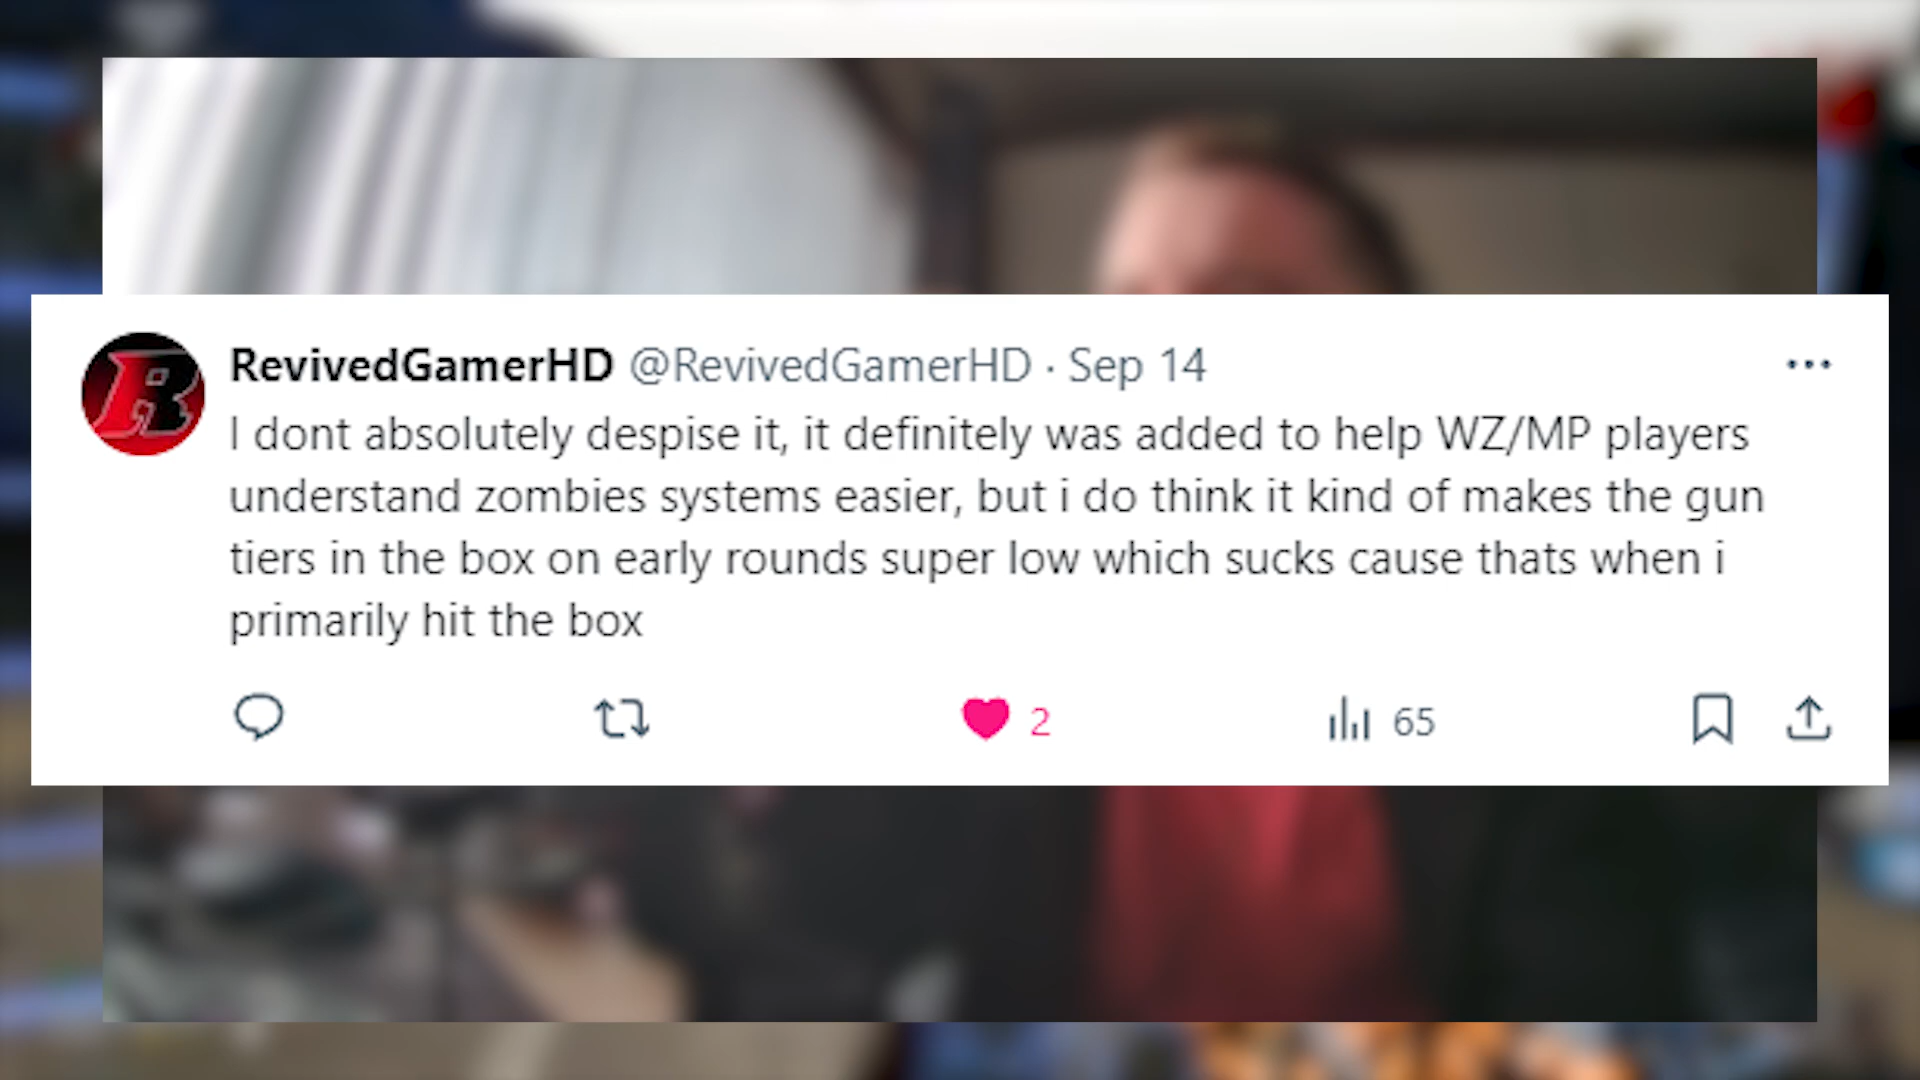 RevivedGamerHD @RevivedGamerHD · Sep 14
I dont absolutely despise it, it definitely was added to help WZ/MP players
understand zombies systems easier, but i do think it kind of makes the gun
tiers in the box on early rounds super low which sucks cause thats when i
primarily hit the box
2 65